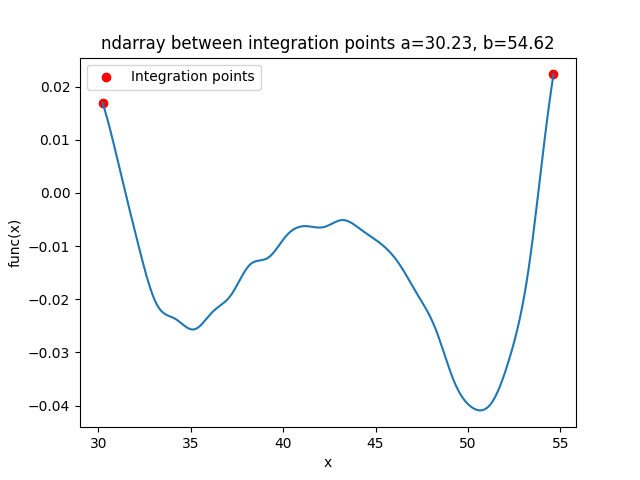 ndarray between integration points a=30.23, b=54.62
Integration points
0.02
0.01
0.00
−0.01
−0.02
−0.03
−0.04
func(x)
30 35 40 45 50 55
x